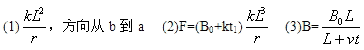 (1) kL²/r，方向从 b 到 a  (2)F=(B₀+kt₁) kL³/r  (3)B= B₀L/(L+vt)